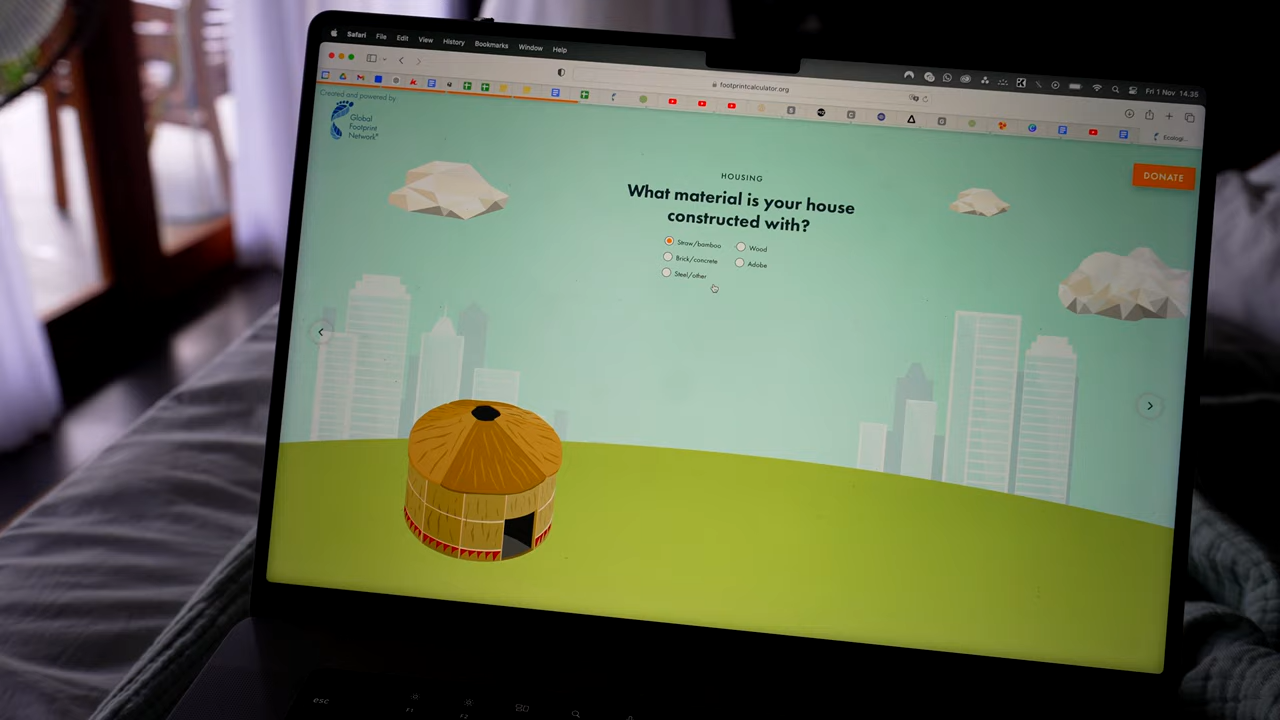 Safari File Edit View History Bookmarks Window Help
Fri 1 Nov 14.35
footprintcalculator.org
Ecologi...
Created and powered by:
Global
Footprint
Network®
DONATE
HOUSING
What material is your house
constructed with?
Straw/bamboo Wood
Brick/concrete Adobe
Steel/other
esc